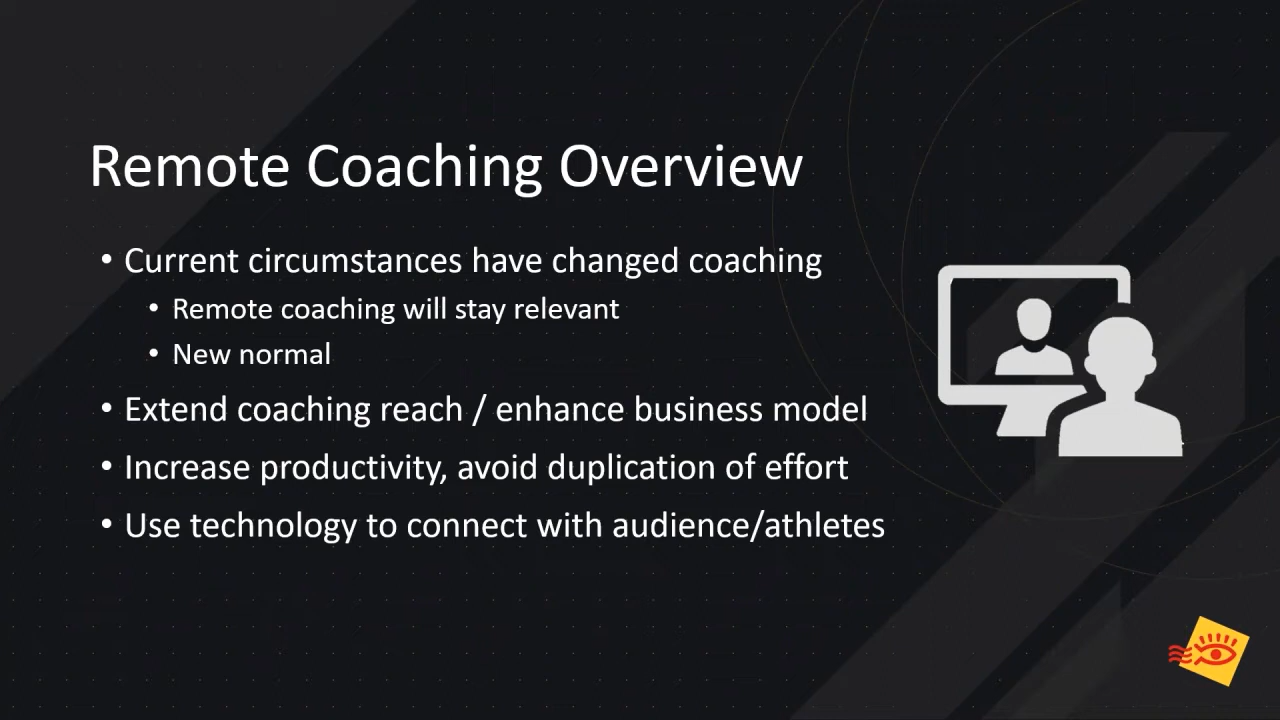 Remote Coaching Overview
• Current circumstances have changed coaching
• Remote coaching will stay relevant
• New normal
• Extend coaching reach / enhance business model
• Increase productivity, avoid duplication of effort
• Use technology to connect with audience/athletes